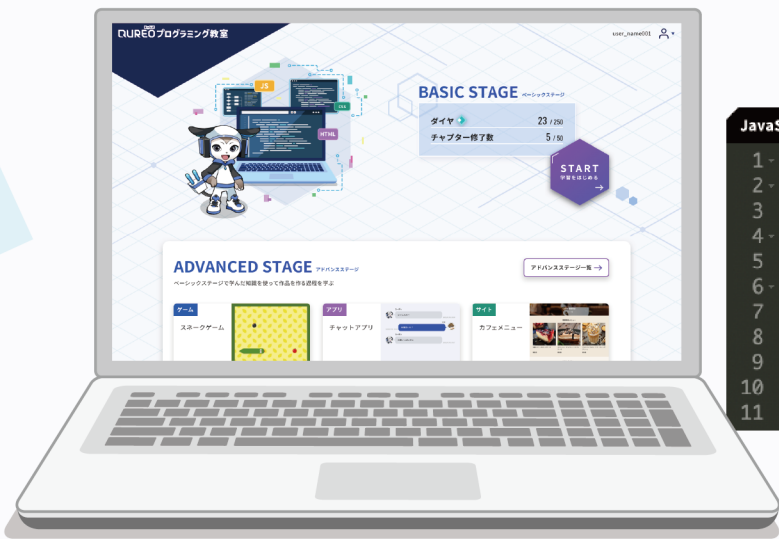 QUREOプログラミング教室
user_name001
JS
CSS
HTML
BASIC STAGE ベーシックステージ
ダイヤ 23 / 250
チャプター修了数 5 / 50
START
学習をはじめる
ADVANCED STAGE アドバンスステージ
ベーシックステージで学んだ知識を使って作品を作る過程を学ぶ
アドバンスステージ一覧
ゲーム
スネークゲーム
アプリ
チャットアプリ
サイト
カフェメニュー
JavaS
1
2
3
4
5
6
7
8
9
10
11